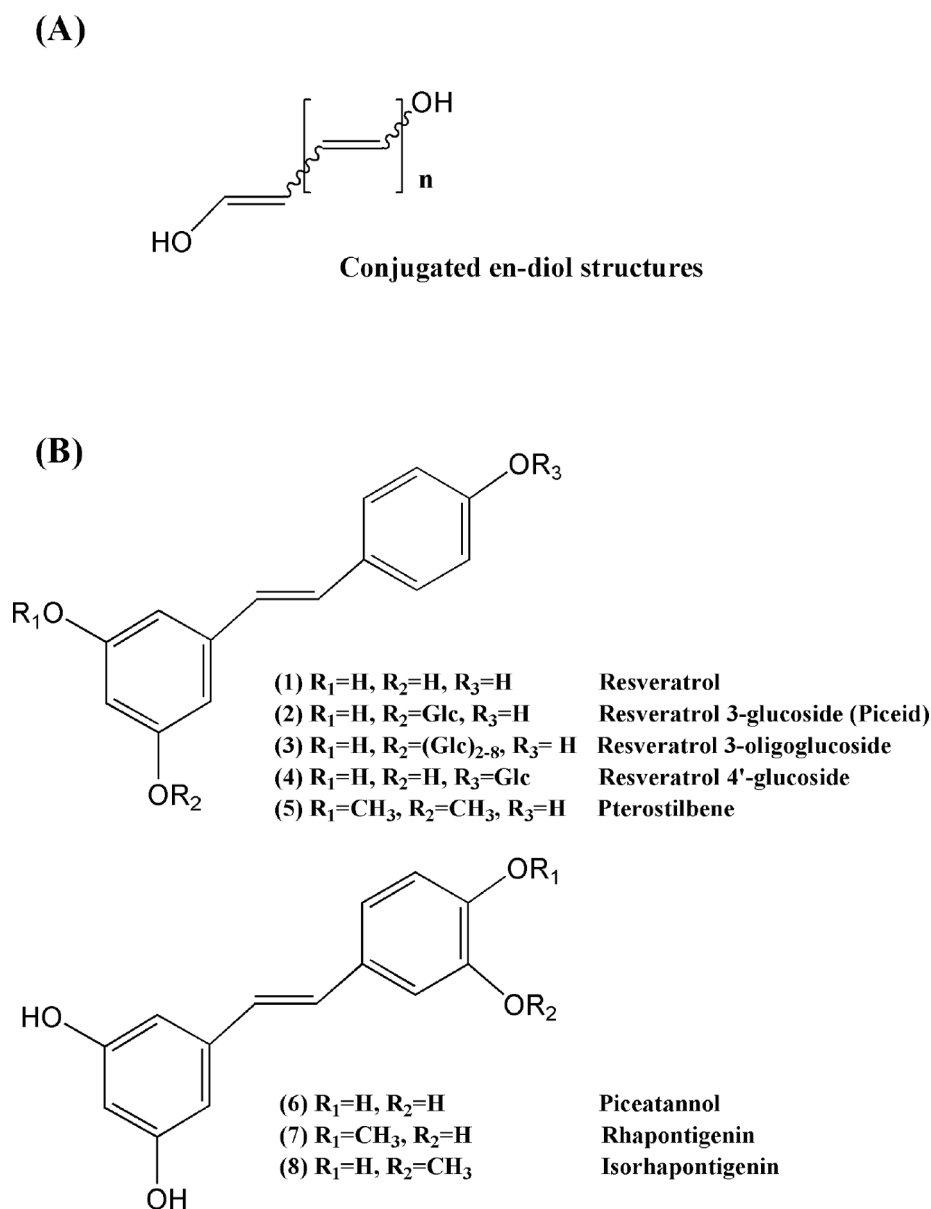 (A)
OH
n
HO
Conjugated en-diol structures
(B)
OR3
R1O
OR2
(1) R1=H, R2=H, R3=H Resveratrol
(2) R1=H, R2=Glc, R3=H Resveratrol 3-glucoside (Piceid)
(3) R1=H, R2=(Glc)2-8, R3= H Resveratrol 3-oligoglucoside
(4) R1=H, R2=H, R3=Glc Resveratrol 4'-glucoside
(5) R1=CH3, R2=CH3, R3=H Pterostilbene
OR1
OR2
HO
OH
(6) R1=H, R2=H Piceatannol
(7) R1=CH3, R2=H Rhapontigenin
(8) R1=H, R2=CH3 Isorhapontigenin